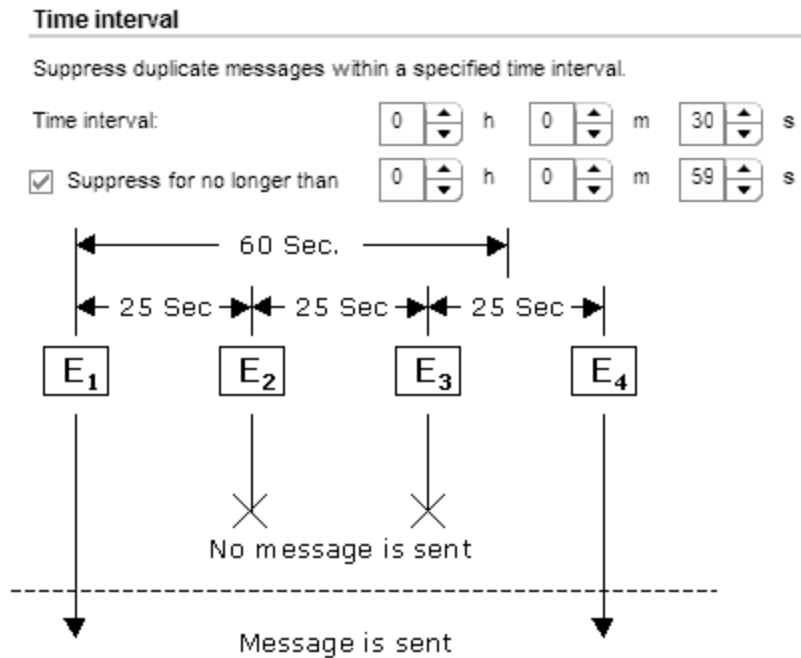 Time interval
Suppress duplicate messages within a specified time interval.
Time interval: 0 h 0 m 30 s
Suppress for no longer than 0 h 0 m 59 s
60 Sec.
25 Sec 25 Sec 25 Sec
E1 E2 E3 E4
No message is sent
Message is sent